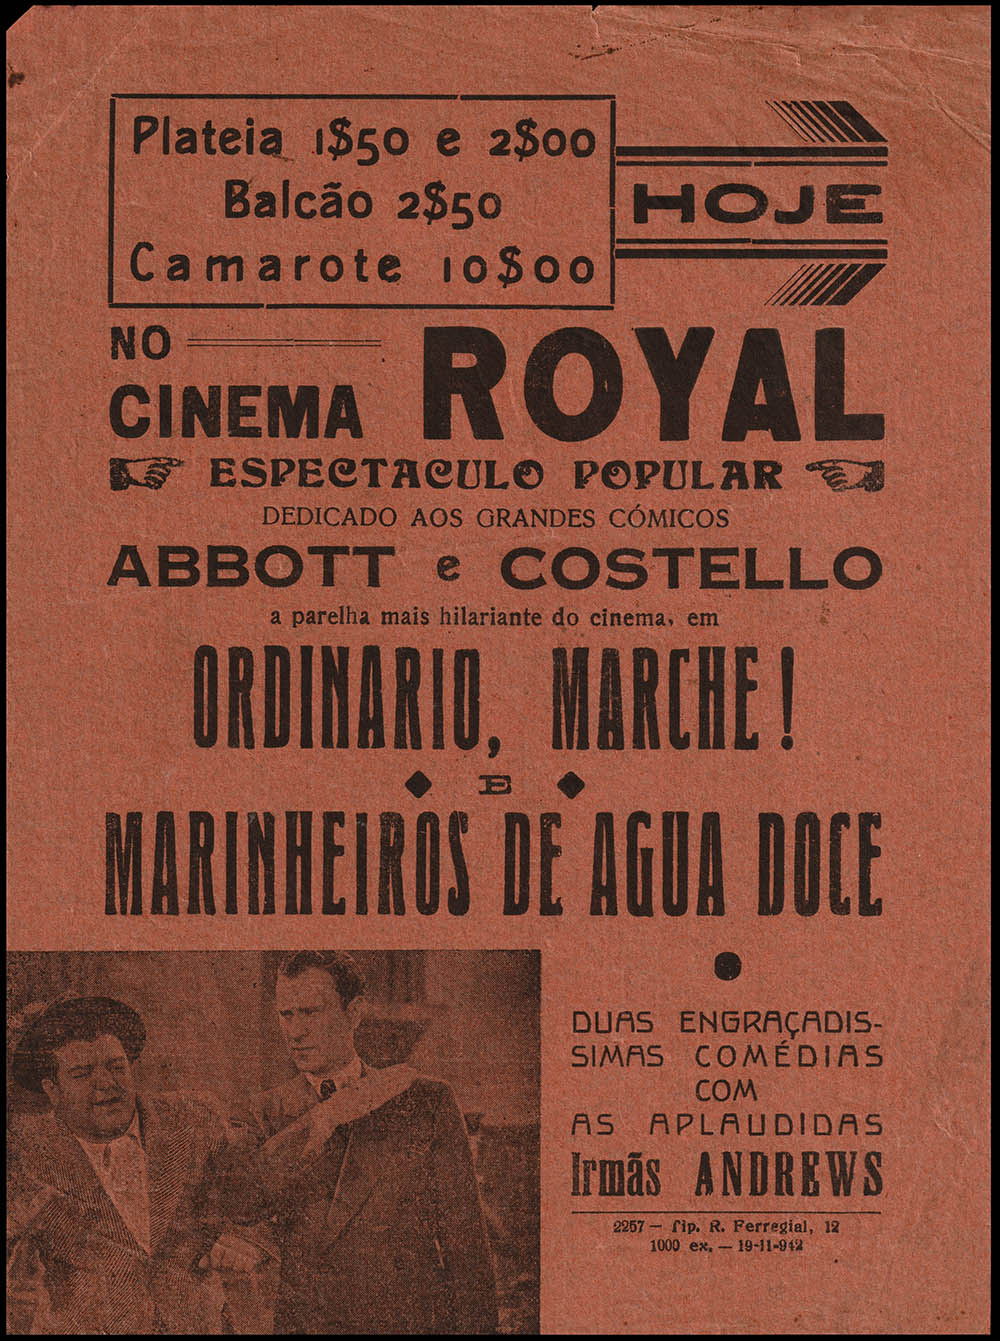 Plateia 1$50 e 2$00
Balcão 2$50
Camarote 10$00
HOJE
NO
CINEMA ROYAL
ESPECTACULO POPULAR
DEDICADO AOS GRANDES CÓMICOS
ABBOTT e COSTELLO
a parelha mais hilariante do cinema, em
ORDINARIO, MARCHE!
E
MARINHEIROS DE AGUA DOCE
DUAS ENGRAÇADIS-
SIMAS COMÉDIAS
COM
AS APLAUDIDAS
Irmãs ANDREWS
2257 — Tip. R. Ferregial, 12
1000 ex. — 19-11-942